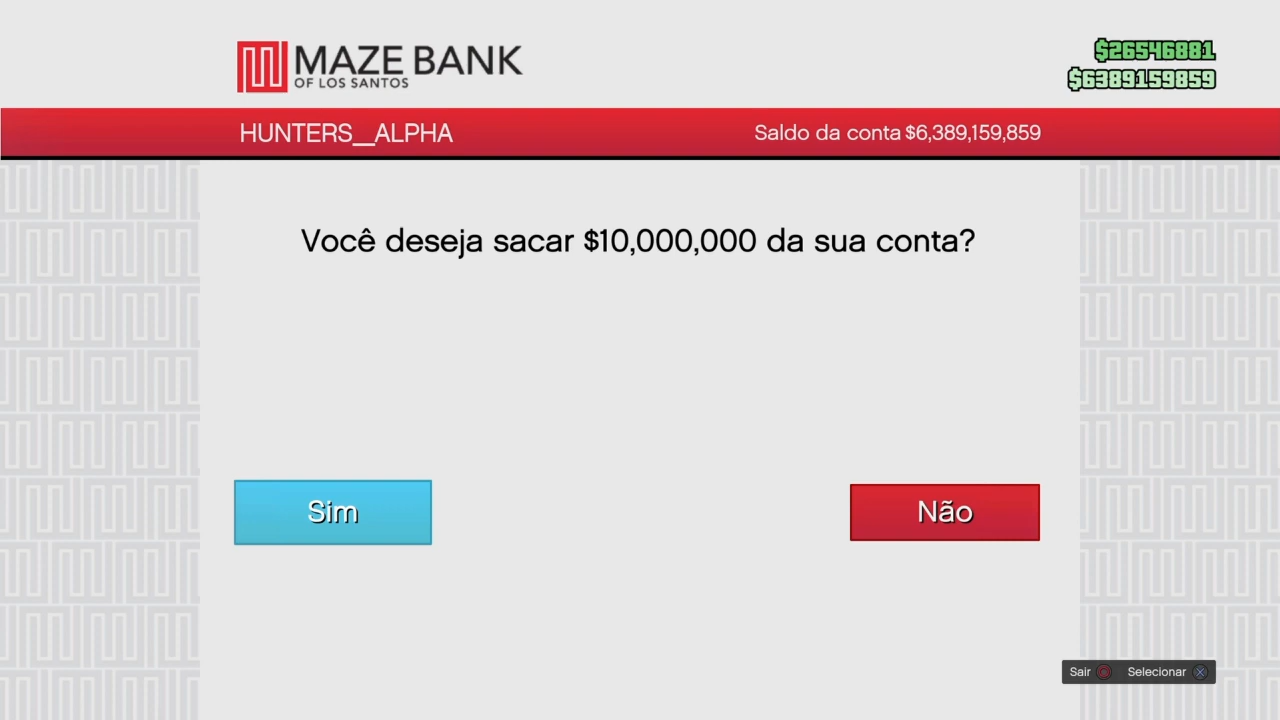 MAZE BANK
OF LOS SANTOS
$26546881
$6389159859
HUNTERS__ALPHA
Saldo da conta $6,389,159,859
Você deseja sacar $10,000,000 da sua conta?
Sim
Não
Sair
Selecionar